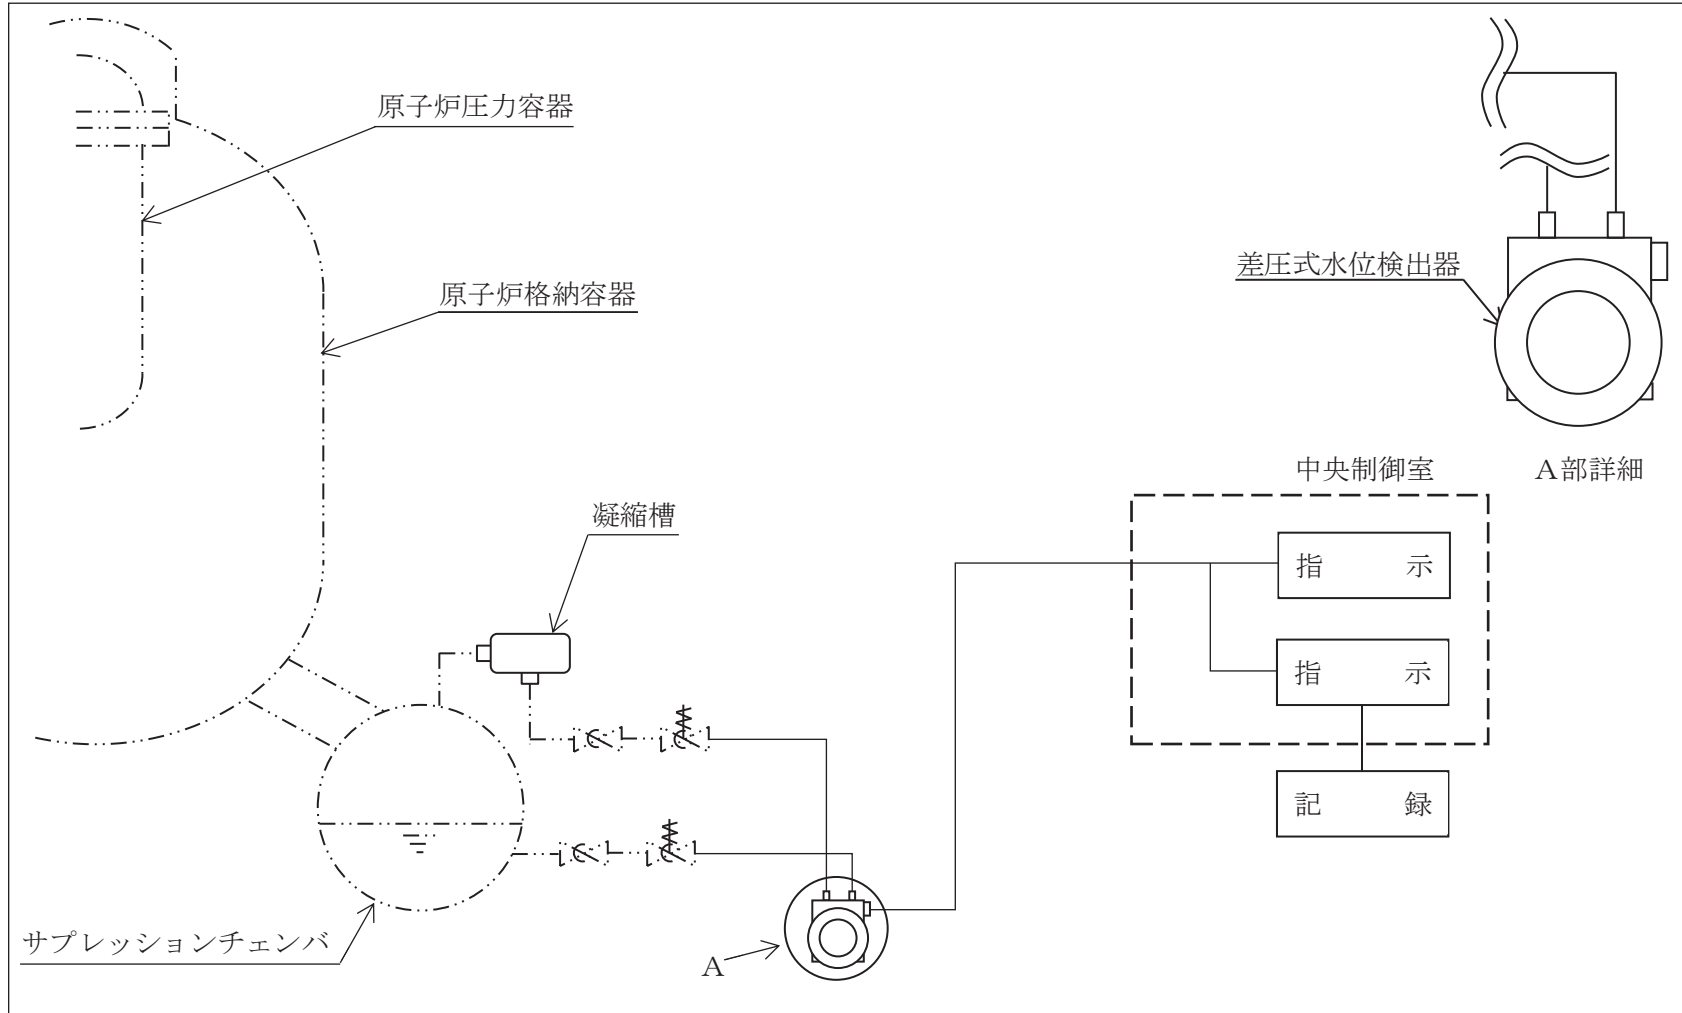 原子炉圧力容器
差圧式水位検出器
原子炉格納容器
中央制御室
A部詳細
凝縮槽
指示
指示
記録
サプレッションチェンバ
A